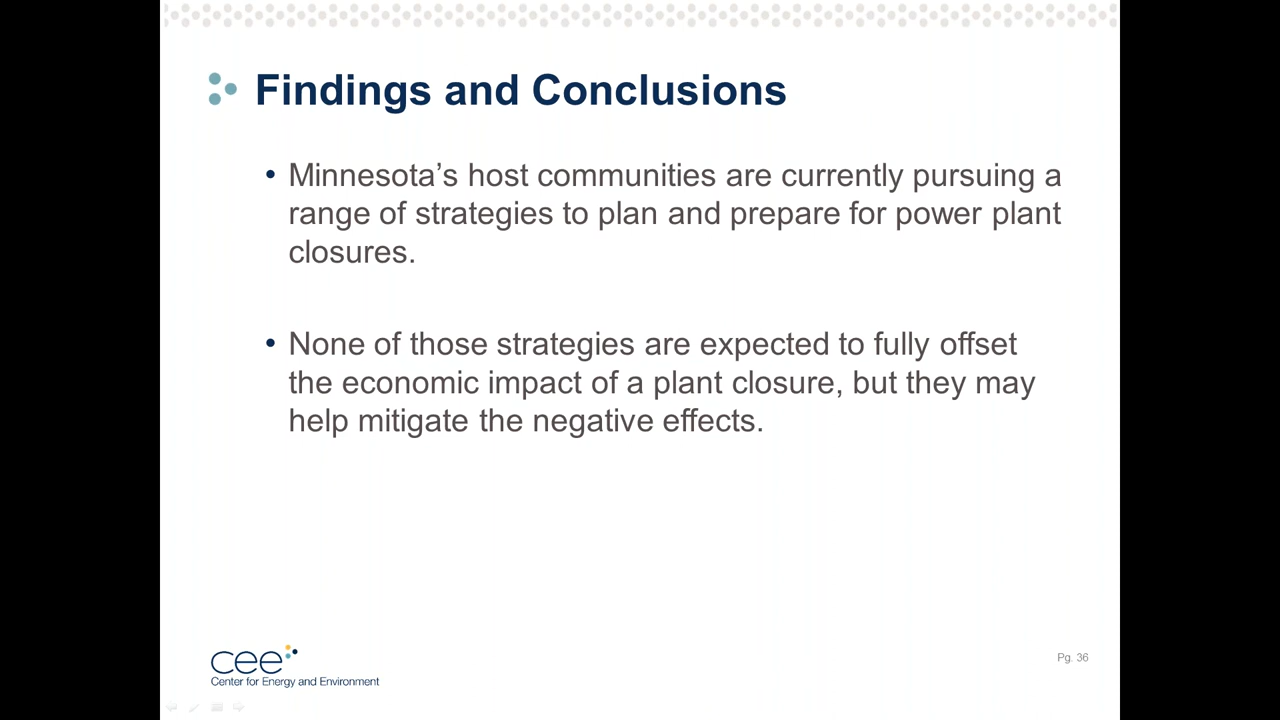 Findings and Conclusions
• Minnesota’s host communities are currently pursuing a
range of strategies to plan and prepare for power plant
closures.
• None of those strategies are expected to fully offset
the economic impact of a plant closure, but they may
help mitigate the negative effects.
cee
Center for Energy and Environment
Pg. 36